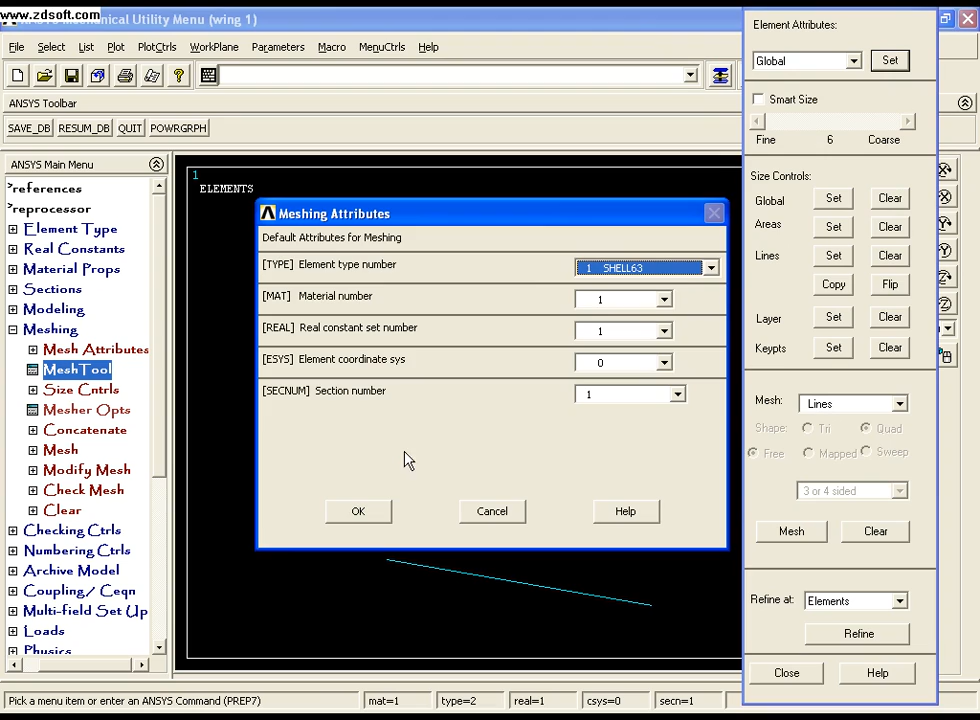 www.zdsoft.com
ANSYS Mechanical Utility Menu (wing 1)
File Select List Plot PlotCtrls WorkPlane Parameters Macro MenuCtrls Help
ANSYS Toolbar
SAVE_DB RESUM_DB QUIT POWRGRPH
ANSYS Main Menu
>references
>reprocessor
Element Type
Real Constants
Material Props
Sections
Modeling
Meshing
Mesh Attributes
MeshTool
Size Cntrls
Mesher Opts
Concatenate
Mesh
Modify Mesh
Check Mesh
Clear
Checking Ctrls
Numbering Ctrls
Archive Model
Coupling/ Ceqn
Multi-field Set Up
Loads
Physics
1
ELEMENTS
Meshing Attributes
Default Attributes for Meshing
[TYPE] Element type number 1 SHELL63
[MAT] Material number 1
[REAL] Real constant set number 1
[ESYS] Element coordinate sys 0
[SECNUM] Section number 1
OK Cancel Help
Element Attributes:
Global Set
Smart Size
Fine 6 Coarse
Size Controls:
Global Set Clear
Areas Set Clear
Lines Set Clear
Copy Flip
Layer Set Clear
Keypts Set Clear
Mesh: Lines
Shape: Tri Quad
Free Mapped Sweep
3 or 4 sided
Mesh Clear
Refine at: Elements
Refine
Close Help
Pick a menu item or enter an ANSYS Command (PREP7) mat=1 type=2 real=1 csys=0 secn=1